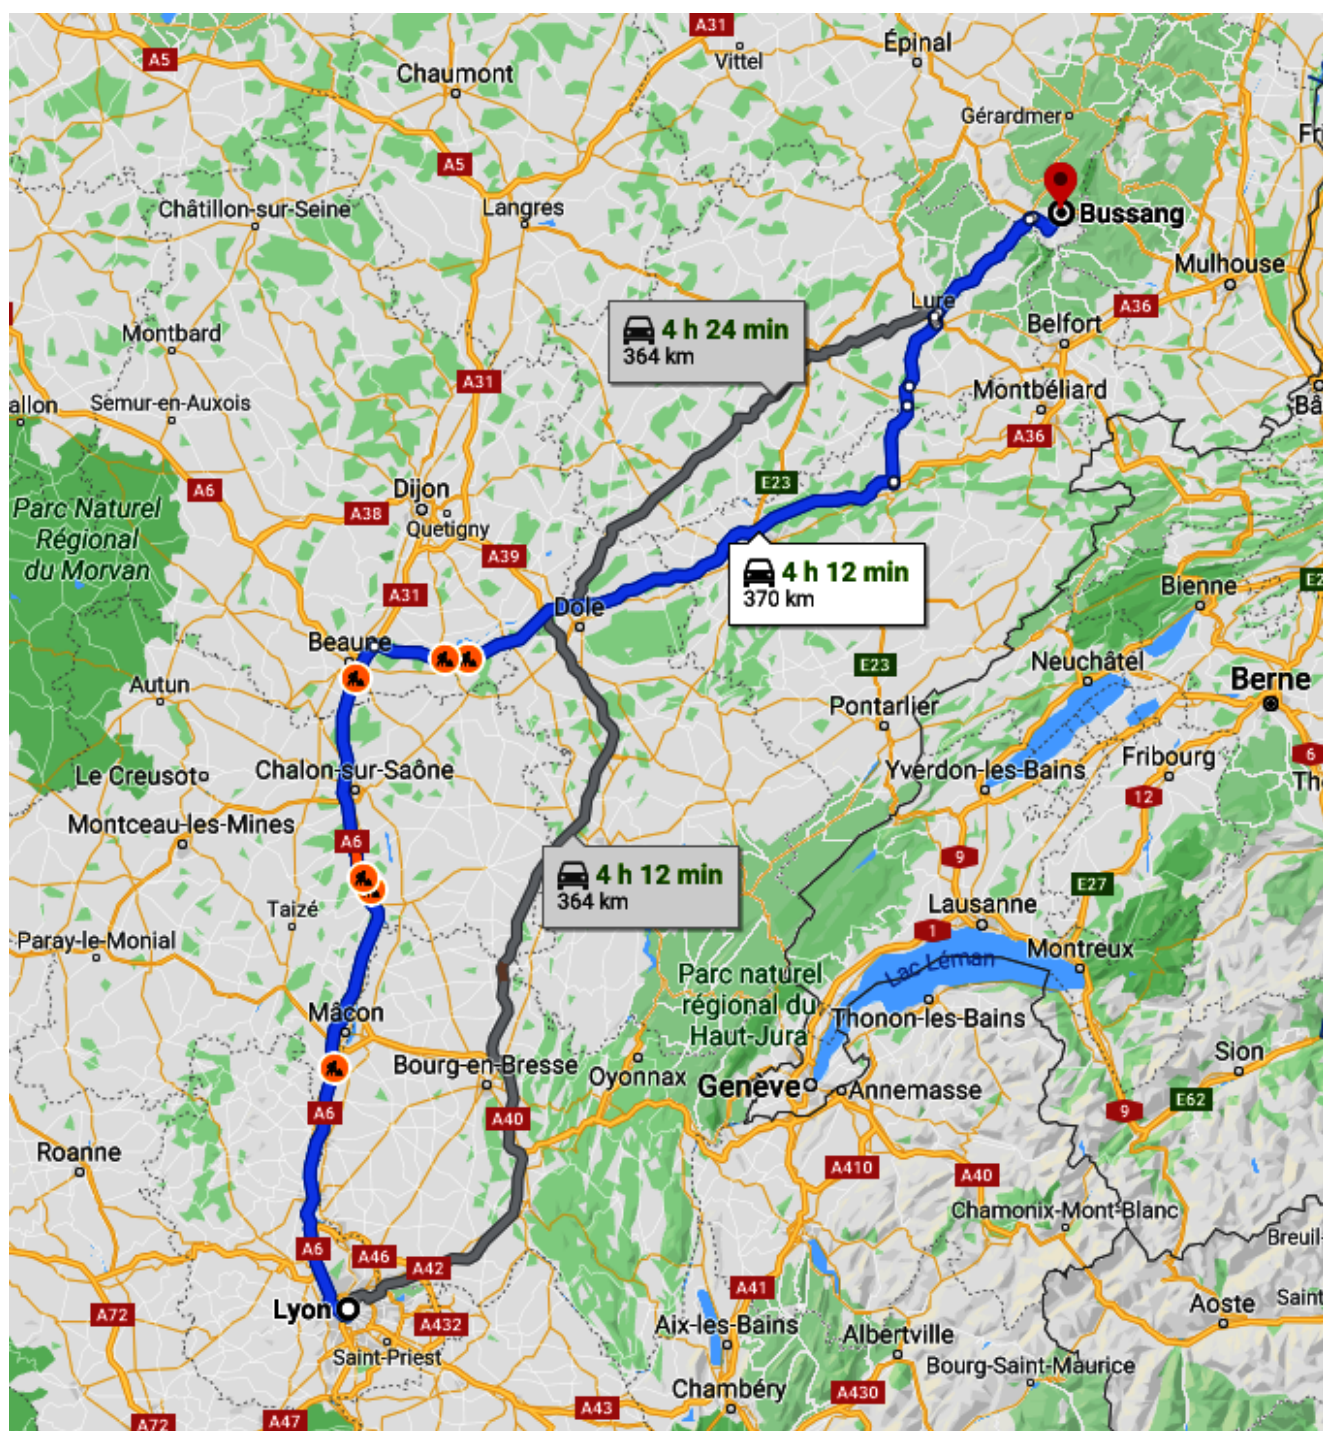 A31
A5
Épinal
Vittel
Chaumont
Gérardmer
A5
Châtillon-sur-Seine
Langres
Bussang
Mulhouse
Lure
A36
4 h 24 min
364 km
Belfort
Montbard
A31
Montbéliard
allon
Semur-en-Auxois
Bâ
A36
A6
E23
Dijon
A38
Quetigny
Parc Naturel
Régional
du Morvan
A39
4 h 12 min
370 km
Bienne
A31
Dole
Beaune
Neuchâtel
E23
Berne
Autun
Pontarlier
Fribourg
6
Chalon-sur-Saône
Yverdon-les-Bains
Le Creusot
12
Montceau-les-Mines
A6
9
4 h 12 min
364 km
E27
Taizé
Lausanne
1
Paray-le-Monial
Montreux
Lac Léman
Parc naturel
régional du
Haut-Jura
Mâcon
Thonon-les-Bains
Sion
Bourg-en-Bresse
Oyonnax
Genève
Annemasse
E62
A6
A40
9
Roanne
A410
A40
Chamonix-Mont-Blanc
Breuil-
A6
A46
A42
A41
Lyon
Aoste
Saint
A72
A432
Aix-les-Bains
Albertville
Saint-Priest
Bourg-Saint-Maurice
Chambéry
A430
A43
A47
A72